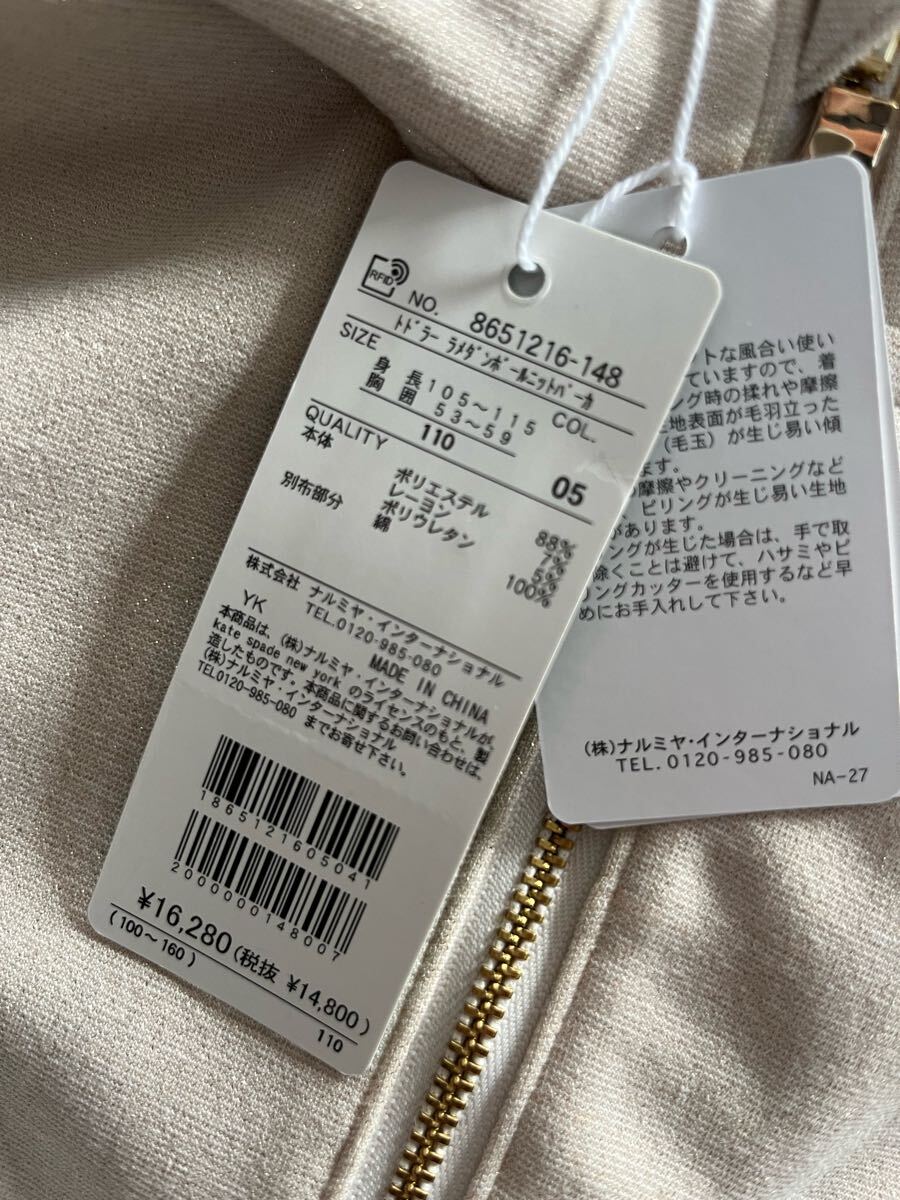 RFID
NO. 8651216-148
ﾄﾄﾞﾗｰ ﾗﾒﾀﾞﾝﾎﾞｰﾙﾆｯﾄﾊﾟｰｶ
SIZE COL.
身長 105～115
胸囲 53～59
110 05
QUALITY
本体 ポリエステル 88%
レーヨン 7%
ポリウレタン 5%
別布部分 綿 100%
株式会社 ナルミヤ・インターナショナル
TEL.0120-985-080
YK MADE IN CHINA
本商品は、(株)ナルミヤ・インターナショナルが、
kate spade new york のライセンスのもと、製
造したものです。本商品に関するお問い合わせは、
(株)ナルミヤ・インターナショナル
TEL0120-985-080 までお寄せ下さい。
1865121605041
2000000148007
¥16,280(税抜 ¥14,800)
(100～160)
110
ットな風合い使い
ていますので、着
ング時の揉れや摩擦
地表面が毛羽立った
(毛玉)が生じ易い傾
ます。
摩擦やクリーニングなど
、ピリングが生じ易い生地
があります。
ングが生じた場合は、手で取
除くことは避けて、ハサミやピ
リングカッターを使用するなど早
めにお手入れして下さい。
(株)ナルミヤ・インターナショナル
TEL. 0120-985-080
NA-27